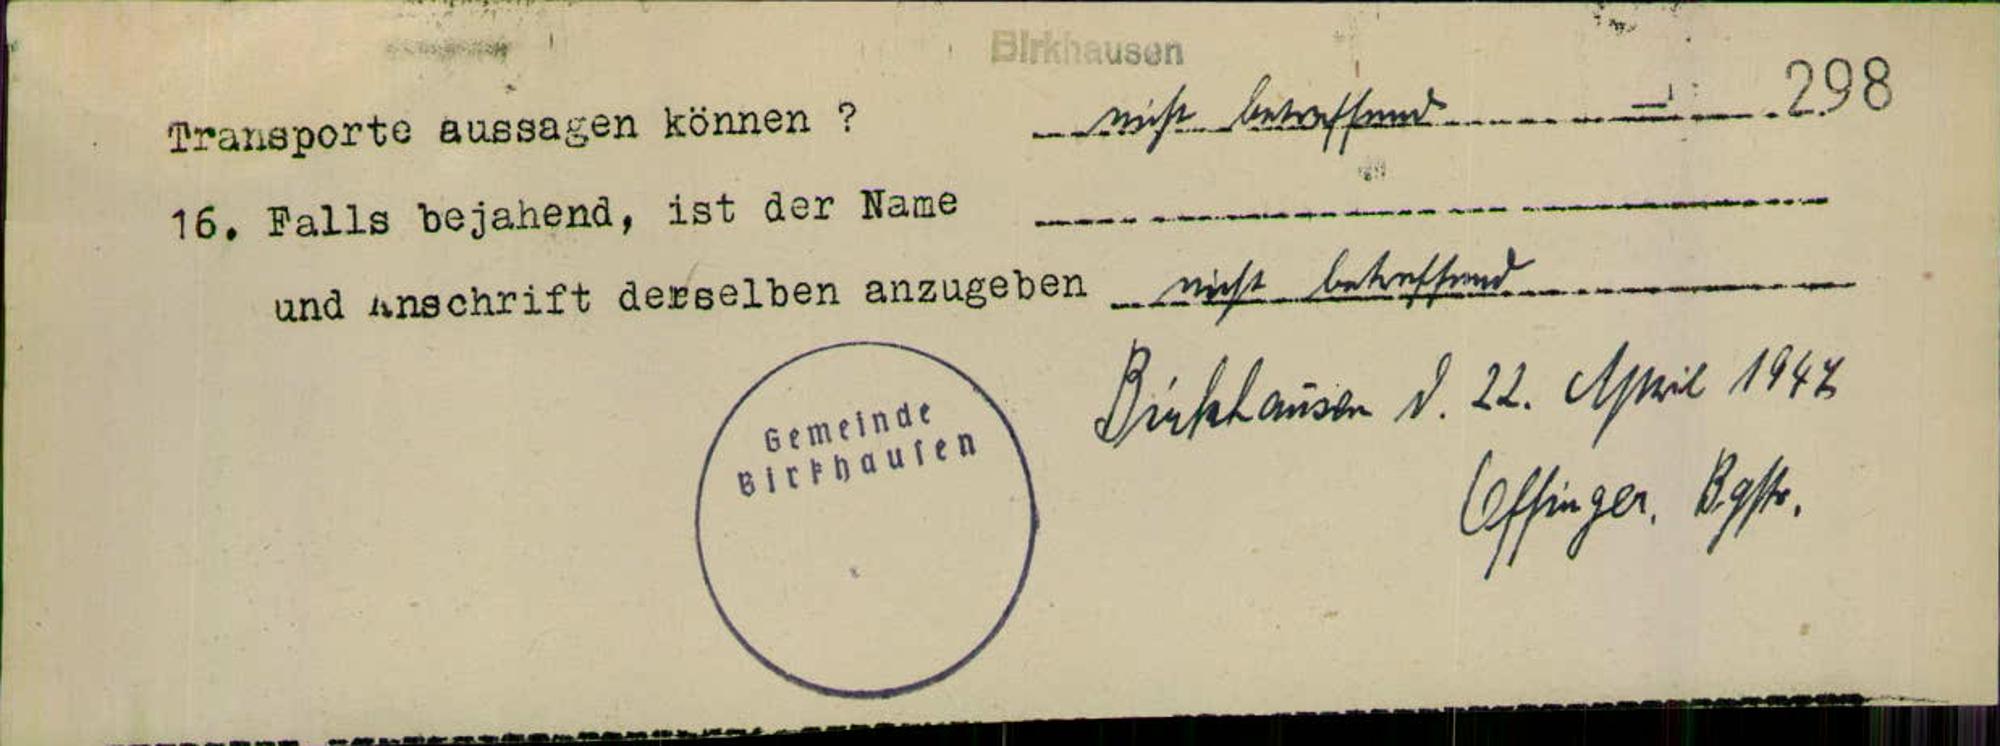 Birkhausen
298
Transporte aussagen können ? nicht betreffend
16. Falls bejahend, ist der Name
und Anschrift derselben anzugeben nicht betreffend
Gemeinde
Birkhausen
Birkhausen d. 22. April 1947
Offinger, Bgstr.